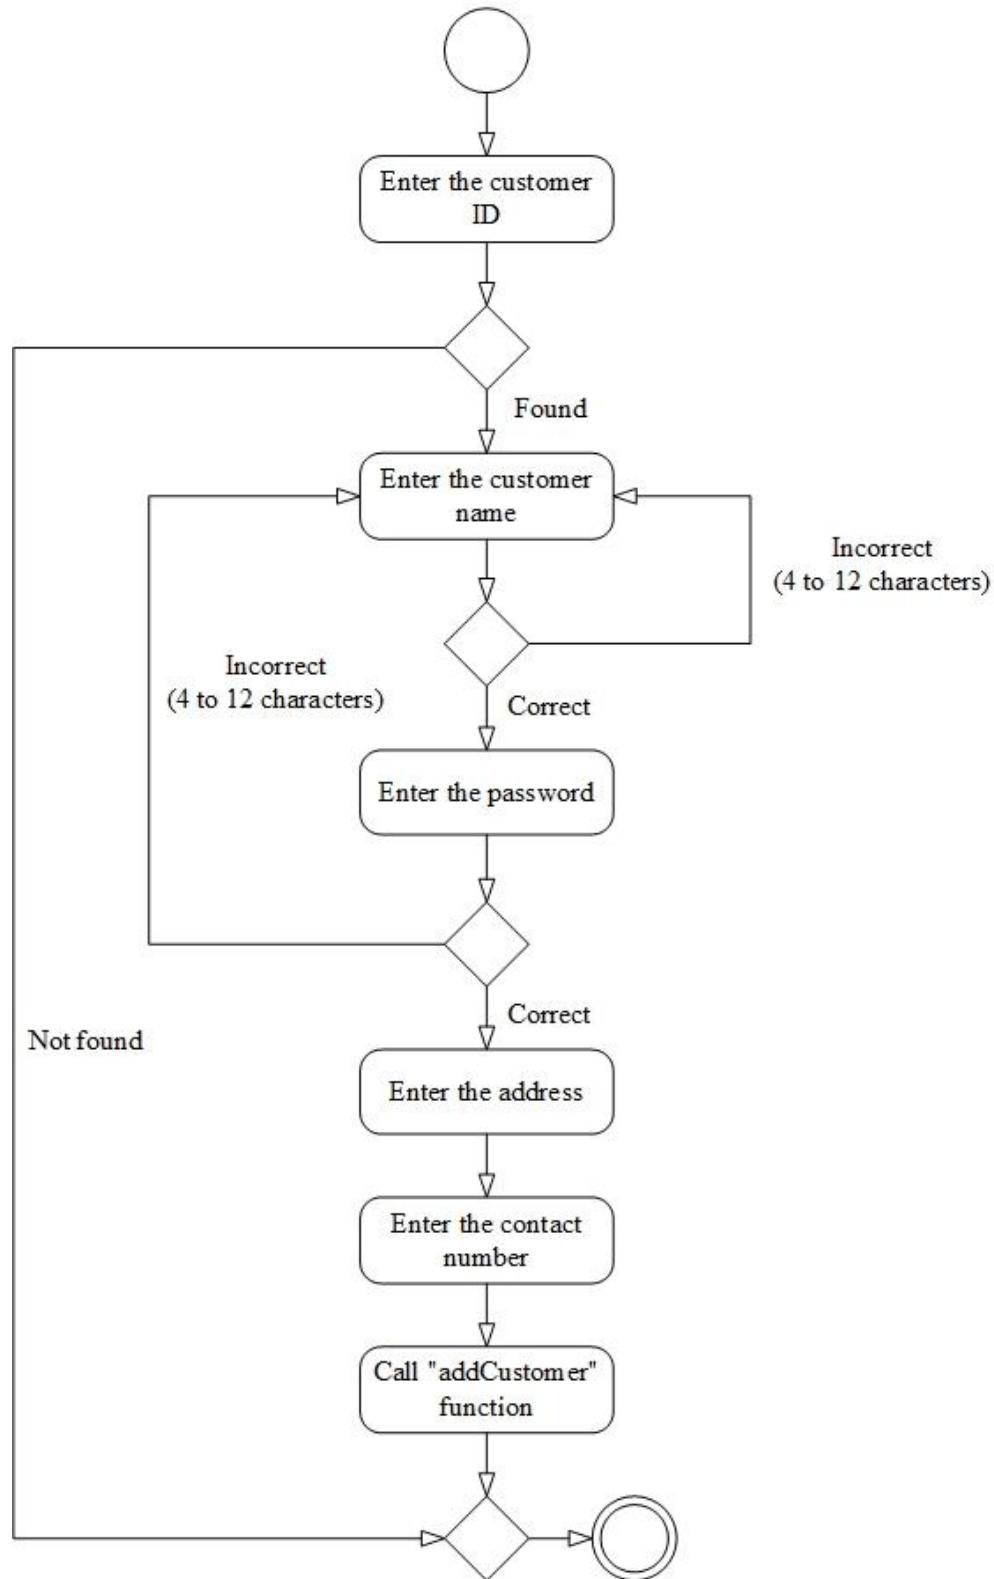 Enter the customer
ID
Found
Enter the customer
name
Incorrect
(4 to 12 characters)
Incorrect
(4 to 12 characters)
Correct
Enter the password
Correct
Not found
Enter the address
Enter the contact
number
Call "addCustomer"
function